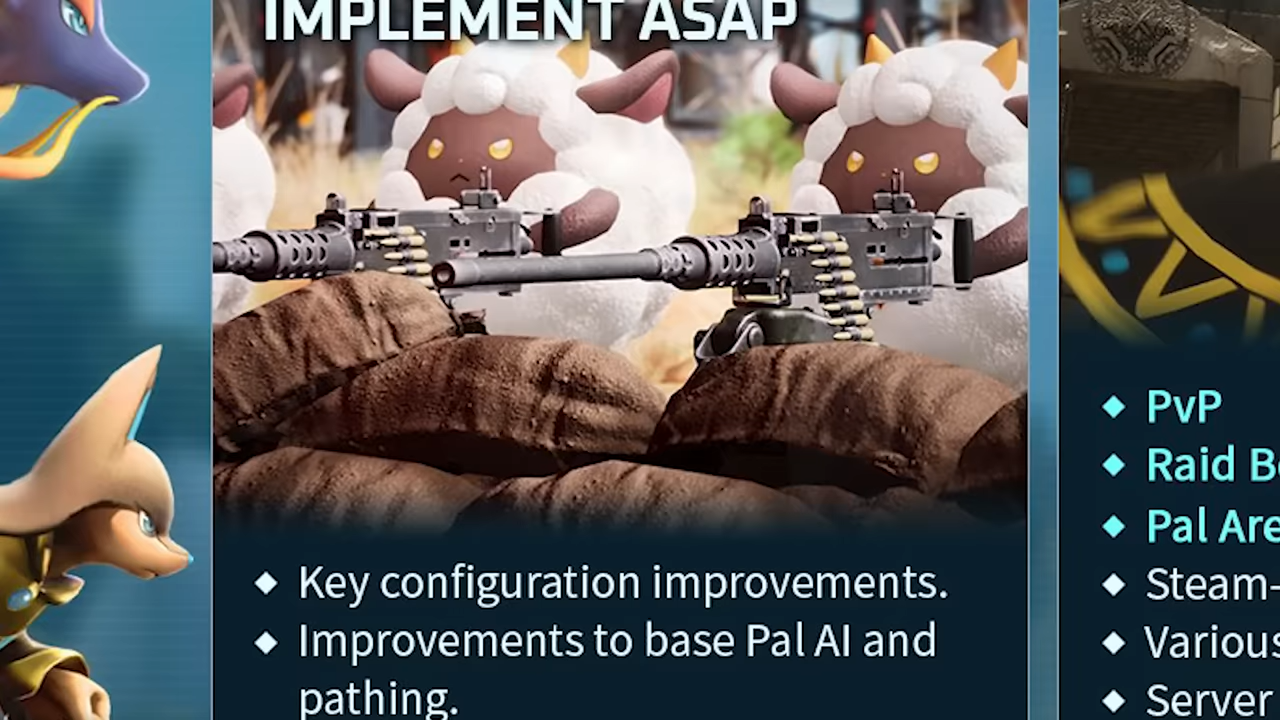 IMPLEMENT ASAP
Key configuration improvements.
Improvements to base Pal AI and
pathing.
PvP
Raid
Pal
Steam-
Various
Server